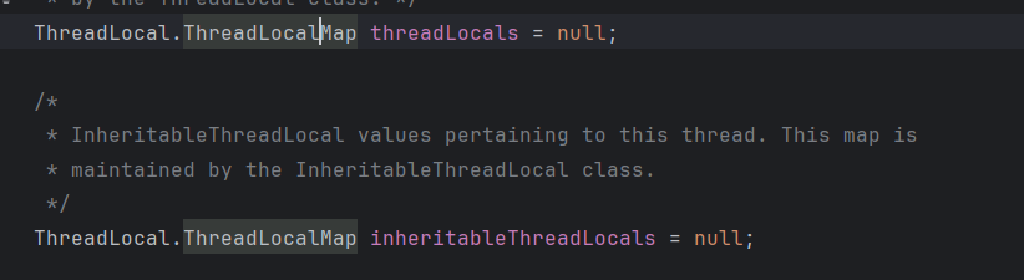 * by the ThreadLocal class. */
ThreadLocal.ThreadLocalMap threadLocals = null;
/*
* InheritableThreadLocal values pertaining to this thread. This map is
* maintained by the InheritableThreadLocal class.
*/
ThreadLocal.ThreadLocalMap inheritableThreadLocals = null;